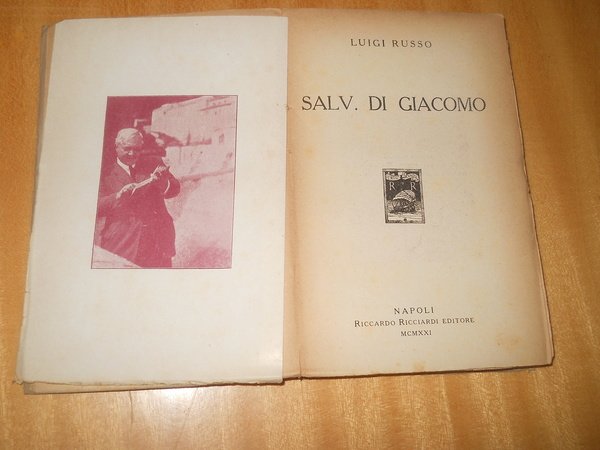 LUIGI RUSSO
SALV. DI GIACOMO
R R
NAPOLI
RICCARDO RICCIARDI EDITORE
MCMXXI